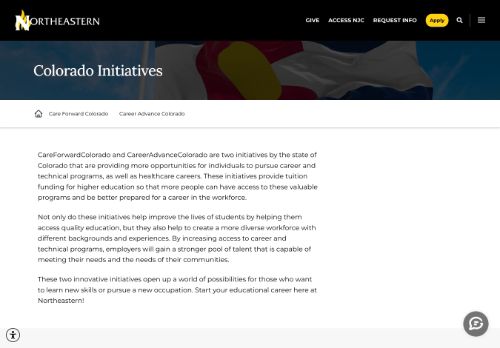 NORTHEASTERN
GIVE ACCESS NJC REQUEST INFO Apply
Colorado Initiatives
Care Forward Colorado Career Advance Colorado
CareForwardColorado and CareerAdvanceColorado are two initiatives by the state of
Colorado that are providing more opportunities for individuals to pursue career and
technical programs, as well as healthcare careers. These initiatives provide tuition
funding for higher education so that more people can have access to these valuable
programs and be better prepared for a career in the workforce.
Not only do these initiatives help improve the lives of students by helping them
access quality education, but they also help to create a more diverse workforce with
different backgrounds and experiences. By increasing access to career and
technical programs, employers will gain a stronger pool of talent that is capable of
meeting their needs and the needs of their communities.
These two innovative initiatives open up a world of possibilities for those who want
to learn new skills or pursue a new occupation. Start your educational career here at
Northeastern!